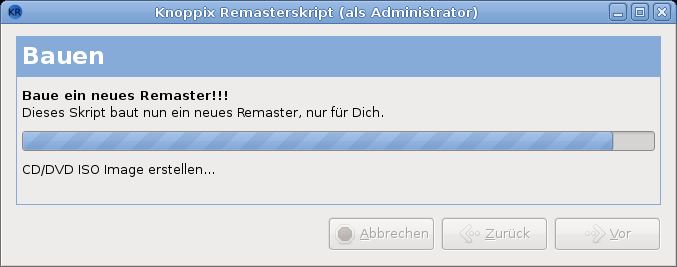 KR Knoppix Remasterskript (als Administrator)
Bauen
Baue ein neues Remaster!!!
Dieses Skript baut nun ein neues Remaster, nur für Dich.
CD/DVD ISO Image erstellen...
Abbrechen Zurück Vor